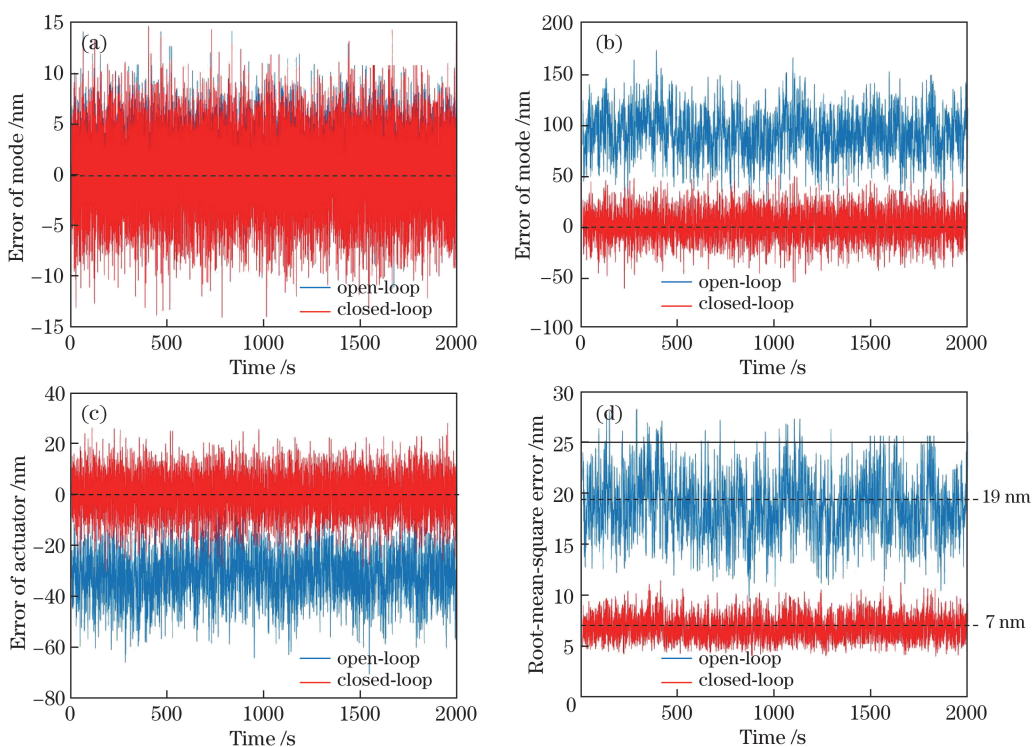 (a)
Error of mode /nm
15
10
5
0
−5
−10
−15
open-loop
closed-loop
0
500
1000
1500
2000
Time /s
(b)
Error of mode /nm
200
150
100
50
0
−50
−100
open-loop
closed-loop
0
500
1000
1500
2000
Time /s
(c)
Error of actuator /nm
40
20
0
−20
−40
−60
−80
open-loop
closed-loop
0
500
1000
1500
2000
Time /s
(d)
Root-mean-square error /nm
30
25
20
15
10
5
0
19 nm
7 nm
open-loop
closed-loop
0
500
1000
1500
2000
Time /s